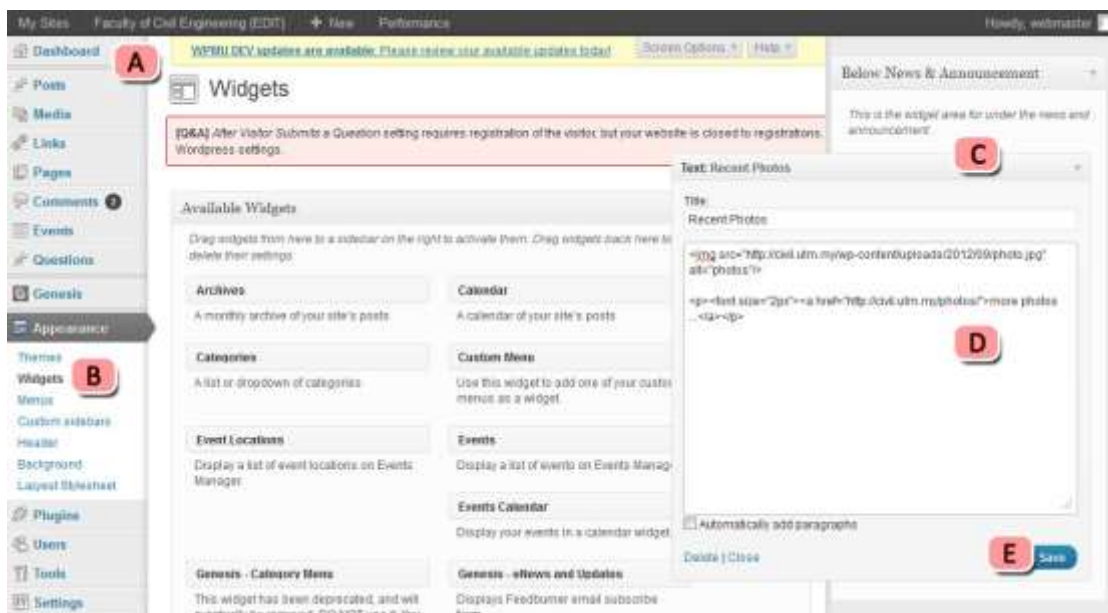 My Sites Faculty of Civil Engineering (EDIT) + New Performance Howdy, webmaster
Dashboard
A
Posts
Media
Links
Pages
Comments
Events
Questions
Genesis
Appearance
Themes
Widgets
B
Menus
Custom sidebars
Header
Background
Layout Stylesheet
Plugins
Users
Tools
Settings
WPMU DEV updates are available. Please review your available updates today!
Screen Options Help
Widgets
[Q&A] After Visitor Submits a Question setting requires registration of the visitor, but your website is closed to registrations.
Wordpress settings.
Available Widgets
Drag widgets from here to a sidebar on the right to activate them. Drag widgets back here to
delete their settings.
Archives
A monthly archive of your site's posts
Calendar
A calendar of your site's posts
Categories
A list or dropdown of categories
Custom Menu
Use this widget to add one of your custom
menus as a widget.
Event Locations
Display a list of event locations on Events
Manager.
Events
Display a list of events on Events Manag
Events Calendar
Display your events in a calendar widget.
Genesis - Category Menu
This widget has been deprecated, and will
Genesis - eNews and Updates
Displays Feedburner email subscribe
Below News & Announcement
This is the widget area for under the news and
announcement
C
Text: Recent Photos
Title:
Recent Photos
<img src="http://civil.utm.my/wp-content/uploads/2012/09/photo.jpg"
alt="photos"/>
<p><font size="2px"><a href="http://civil.utm.my/photos/">more photos
...</a></p>
D
Automatically add paragraphs
Delete | Close
E
Save